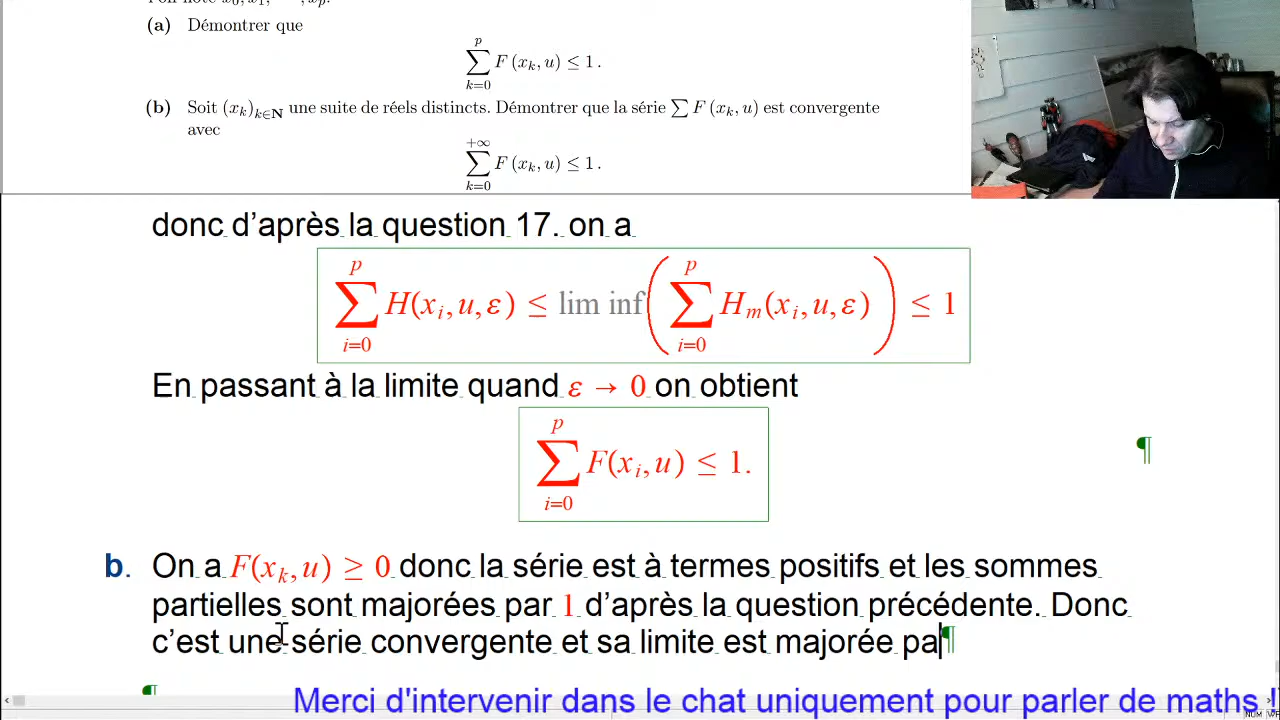 (a) Démontrer que
p
∑ F (x_k, u) ≤ 1 .
k=0
(b) Soit (x_k)_{k∈N} une suite de réels distincts. Démontrer que la série ∑ F (x_k, u) est convergente
avec
+∞
∑ F (x_k, u) ≤ 1 .
k=0
donc d'après la question 17. on a
p p
∑ H(x_i, u, ε) ≤ lim inf ( ∑ H_m(x_i, u, ε) ) ≤ 1
i=0 i=0
En passant à la limite quand ε → 0 on obtient
p
∑ F(x_i, u) ≤ 1.
i=0
¶
b. On a F(x_k, u) ≥ 0 donc la série est à termes positifs et les sommes
partielles sont majorées par 1 d'après la question précédente. Donc
c'est une série convergente et sa limite est majorée pa¶
¶
Merci d'intervenir dans le chat uniquement pour parler de maths !
NUM